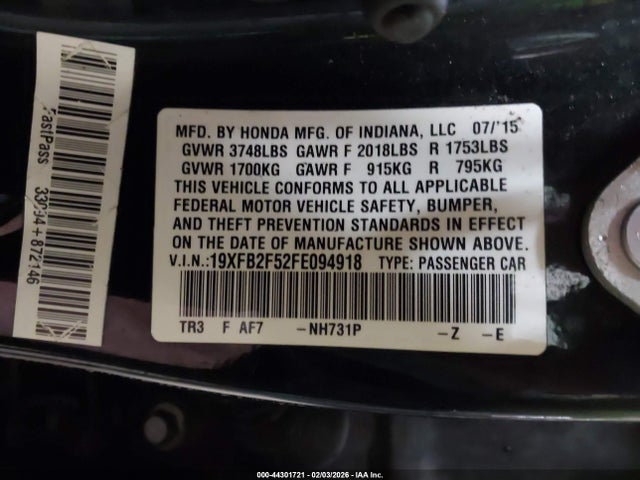 MFD. BY HONDA MFG. OF INDIANA, LLC 07/'15
GVWR 3748LBS GAWR F 2018LBS R 1753LBS
GVWR 1700KG GAWR F 915KG R 795KG
THIS VEHICLE CONFORMS TO ALL APPLICABLE
FEDERAL MOTOR VEHICLE SAFETY, BUMPER,
AND THEFT PREVENTION STANDARDS IN EFFECT
ON THE DATE OF MANUFACTURE SHOWN ABOVE.
V.I.N.:19XFB2F52FE094918 TYPE: PASSENGER CAR
TR3 F AF7 -NH731P -Z -E
FastPass 33094+872146
000-44301721 | 02/03/2026 - IAA Inc.